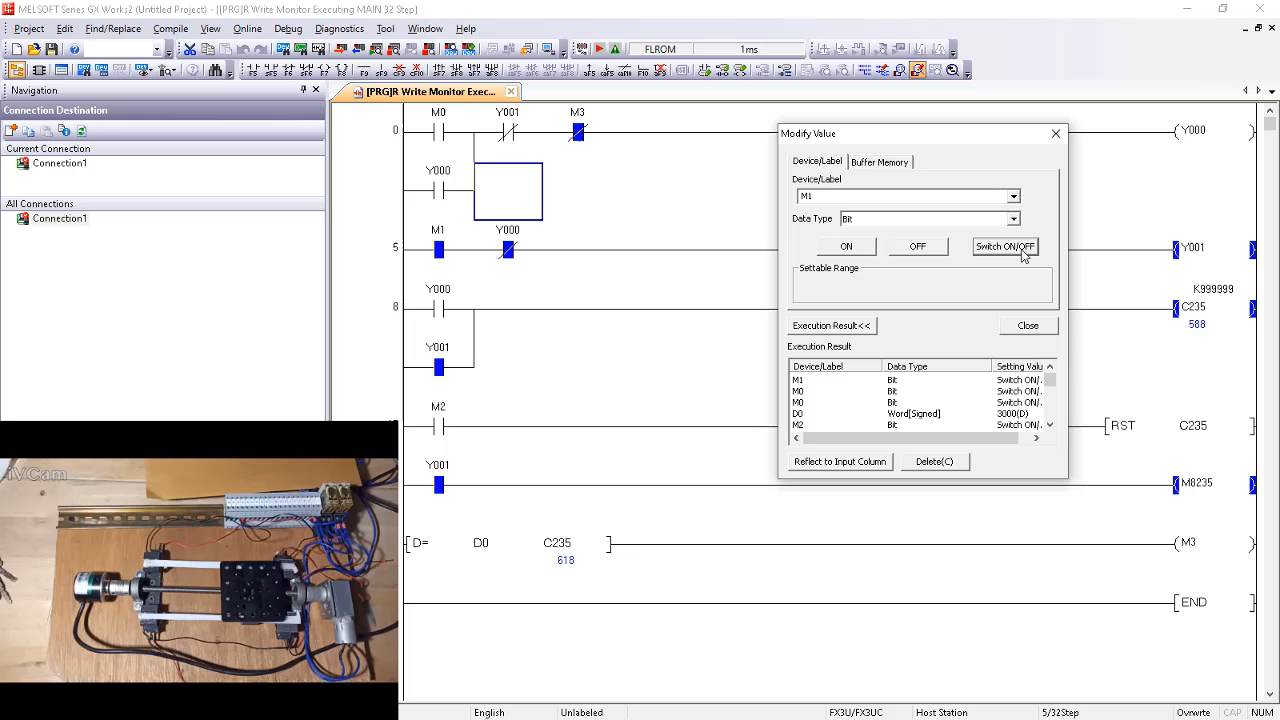 MELSOFT Series GX Works2 (Untitled Project) - [[PRG]R Write Monitor Executing MAIN 32 Step]
Project Edit Find/Replace Compile View Online Debug Diagnostics Tool Window Help
FLROM 1ms
Navigation
[PRG]R Write Monitor Exec...
Connection Destination
Current Connection
Connection1
All Connections
Connection1
M0 Y001 M3
0 Y000
Y000
M1 Y000
5 Y001
Y000 K999999
8 C235
588
Y001
M2
RST C235
Y001
M8235
D= D0 C235 M3
618
END
Modify Value
Device/Label Buffer Memory
Device/Label
M1
Data Type Bit
ON OFF Switch ON/OFF
Settable Range
Execution Result<< Close
Execution Result
Device/Label Data Type Setting Valu
M1 Bit Switch ON/.
M0 Bit Switch ON/.
M0 Bit Switch ON/.
D0 Word[Signed] 3000(D)
M2 Bit Switch ON/.
Reflect to Input Column Delete(C)
iVCam
English Unlabeled FX3U/FX3UC Host Station 5/32Step Ovrwrte CAP NUM